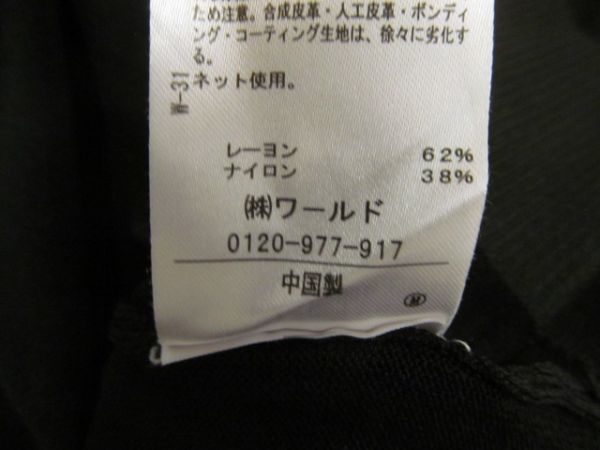 ため注意。合成皮革・人工皮革・ボンディ
ング・コーティング生地は、徐々に劣化す
る。
ネット使用。
W-31
レーヨン 62%
ナイロン 38%
㈱ワールド
0120-977-917
中国製
M